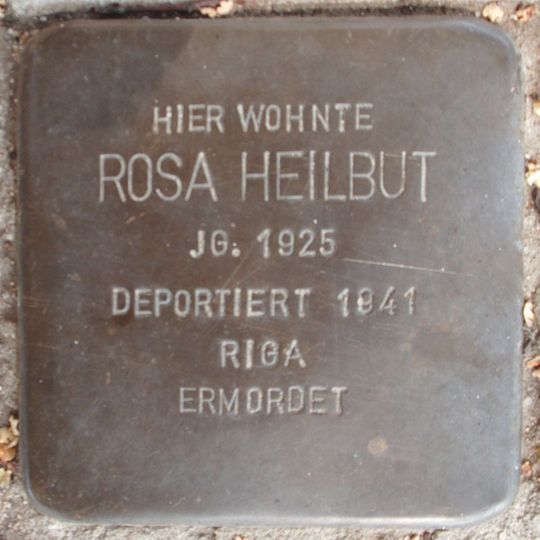 HIER WOHNTE
ROSA HEILBUT
JG. 1925
DEPORTIERT 1941
RIGA
ERMORDET